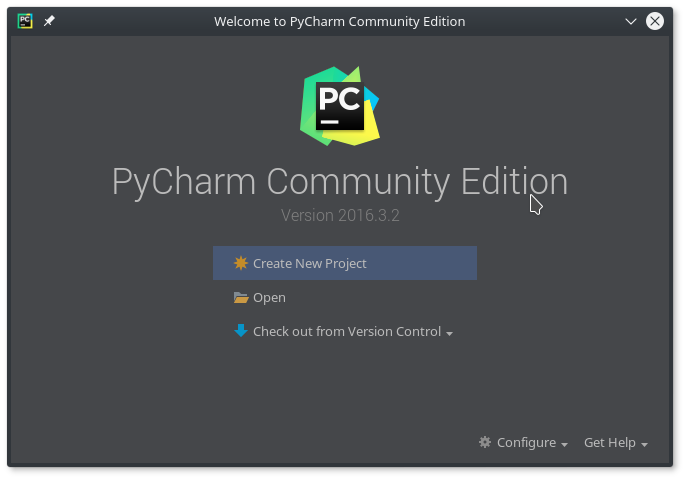 Welcome to PyCharm Community Edition
PC
PyCharm Community Edition
Version 2016.3.2
Create New Project
Open
Check out from Version Control
Configure
Get Help